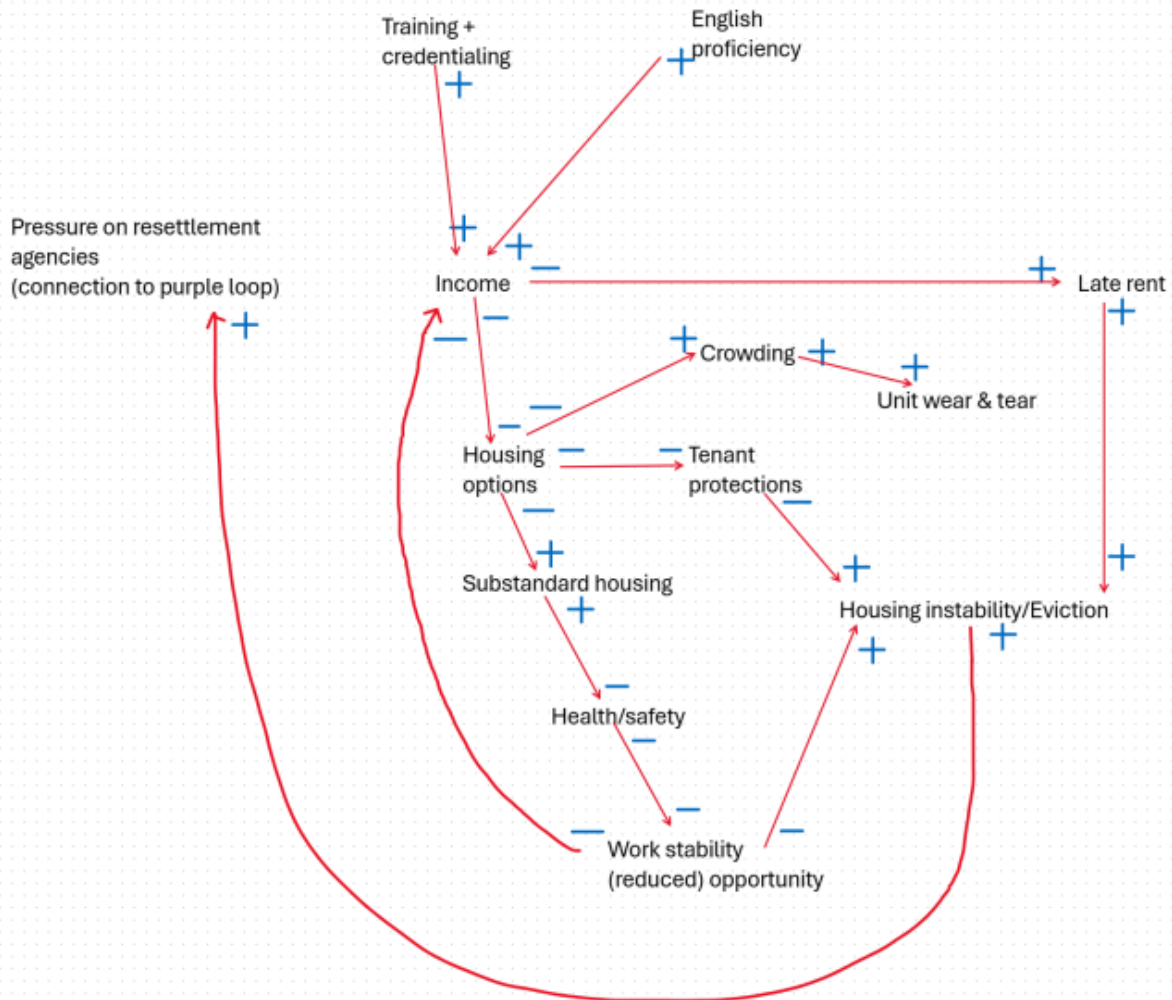 Training +
credentialing
English
proficiency
+
+
Pressure on resettlement
agencies
(connection to purple loop)
+
+
+
−
Income
+
Late rent
+
−
−
+
Crowding
+
+
Unit wear & tear
−
−
Housing
options
−
−
Tenant
protections
−
−
+
Substandard housing
+
+
+
Housing instability/Eviction
+
+
−
Health/safety
−
−
−
−
Work stability
(reduced) opportunity
+